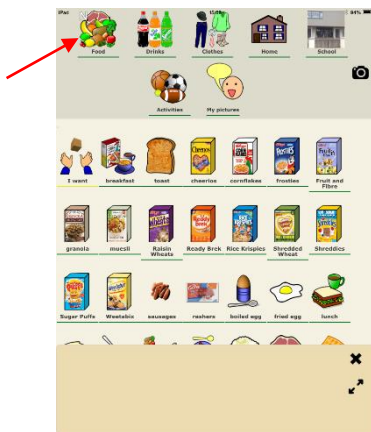 iPad 84%
Food Drinks Clothes Home School
Activities My pictures
I want breakfast toast cheerios cornflakes frosties Fruit and Fibre
granola muesli Raisin Wheats Ready Brek Rice Krispies Shredded Wheat Shreddies
Sugar Puffs Weetabix sausages rashers boiled egg fried egg lunch